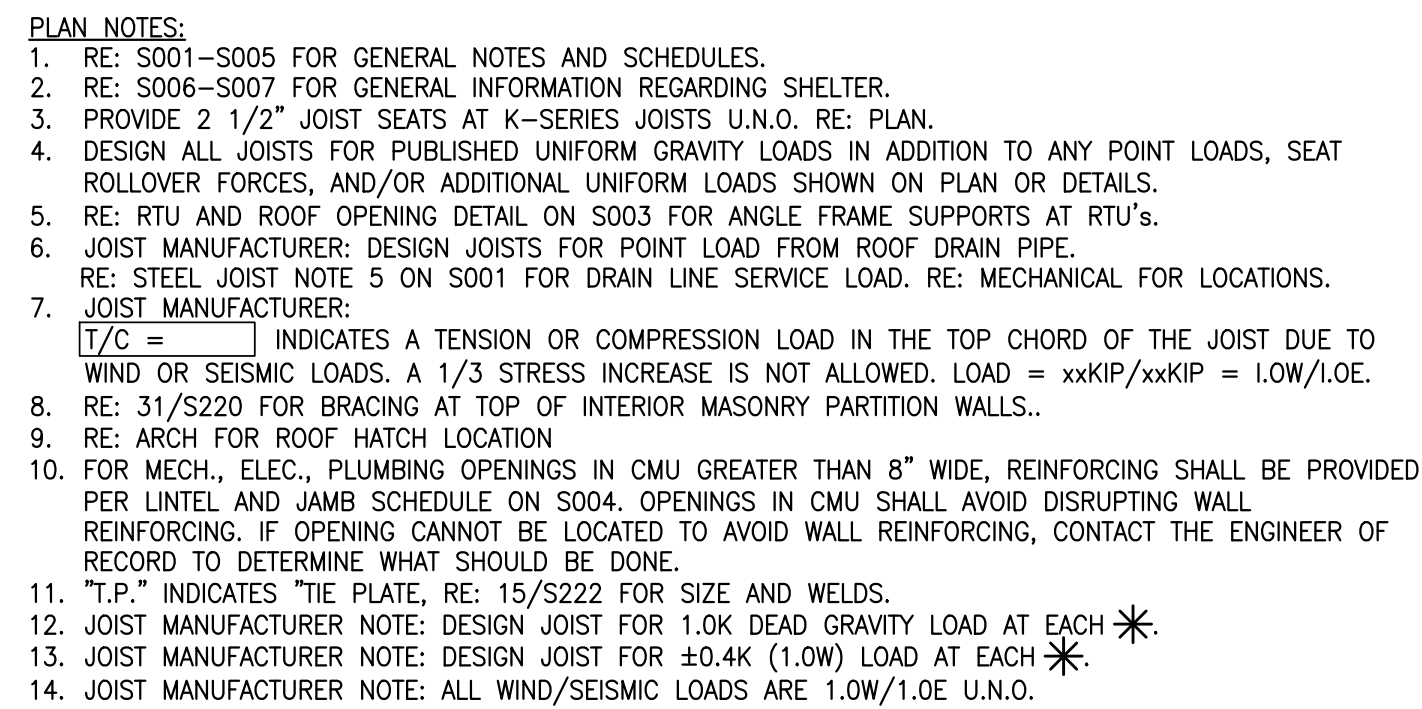 PLAN NOTES:
1. RE: S001-S005 FOR GENERAL NOTES AND SCHEDULES.
2. RE: S006-S007 FOR GENERAL INFORMATION REGARDING SHELTER.
3. PROVIDE 2 1/2" JOIST SEATS AT K-SERIES JOISTS U.N.O. RE: PLAN.
4. DESIGN ALL JOISTS FOR PUBLISHED UNIFORM GRAVITY LOADS IN ADDITION TO ANY POINT LOADS, SEAT
ROLLOVER FORCES, AND/OR ADDITIONAL UNIFORM LOADS SHOWN ON PLAN OR DETAILS.
5. RE: RTU AND ROOF OPENING DETAIL ON S003 FOR ANGLE FRAME SUPPORTS AT RTU's.
6. JOIST MANUFACTURER: DESIGN JOISTS FOR POINT LOAD FROM ROOF DRAIN PIPE.
RE: STEEL JOIST NOTE 5 ON S001 FOR DRAIN LINE SERVICE LOAD. RE: MECHANICAL FOR LOCATIONS.
7. JOIST MANUFACTURER:
T/C = INDICATES A TENSION OR COMPRESSION LOAD IN THE TOP CHORD OF THE JOIST DUE TO
WIND OR SEISMIC LOADS. A 1/3 STRESS INCREASE IS NOT ALLOWED. LOAD = xxKIP/xxKIP = I.0W/I.0E.
8. RE: 31/S220 FOR BRACING AT TOP OF INTERIOR MASONRY PARTITION WALLS..
9. RE: ARCH FOR ROOF HATCH LOCATION
10. FOR MECH., ELEC., PLUMBING OPENINGS IN CMU GREATER THAN 8" WIDE, REINFORCING SHALL BE PROVIDED
PER LINTEL AND JAMB SCHEDULE ON S004. OPENINGS IN CMU SHALL AVOID DISRUPTING WALL
REINFORCING. IF OPENING CANNOT BE LOCATED TO AVOID WALL REINFORCING, CONTACT THE ENGINEER OF
RECORD TO DETERMINE WHAT SHOULD BE DONE.
11. "T.P." INDICATES "TIE PLATE, RE: 15/S222 FOR SIZE AND WELDS.
12. JOIST MANUFACTURER NOTE: DESIGN JOIST FOR 1.0K DEAD GRAVITY LOAD AT EACH ✳.
13. JOIST MANUFACTURER NOTE: DESIGN JOIST FOR ±0.4K (1.0W) LOAD AT EACH ✳.
14. JOIST MANUFACTURER NOTE: ALL WIND/SEISMIC LOADS ARE 1.0W/1.0E U.N.O.